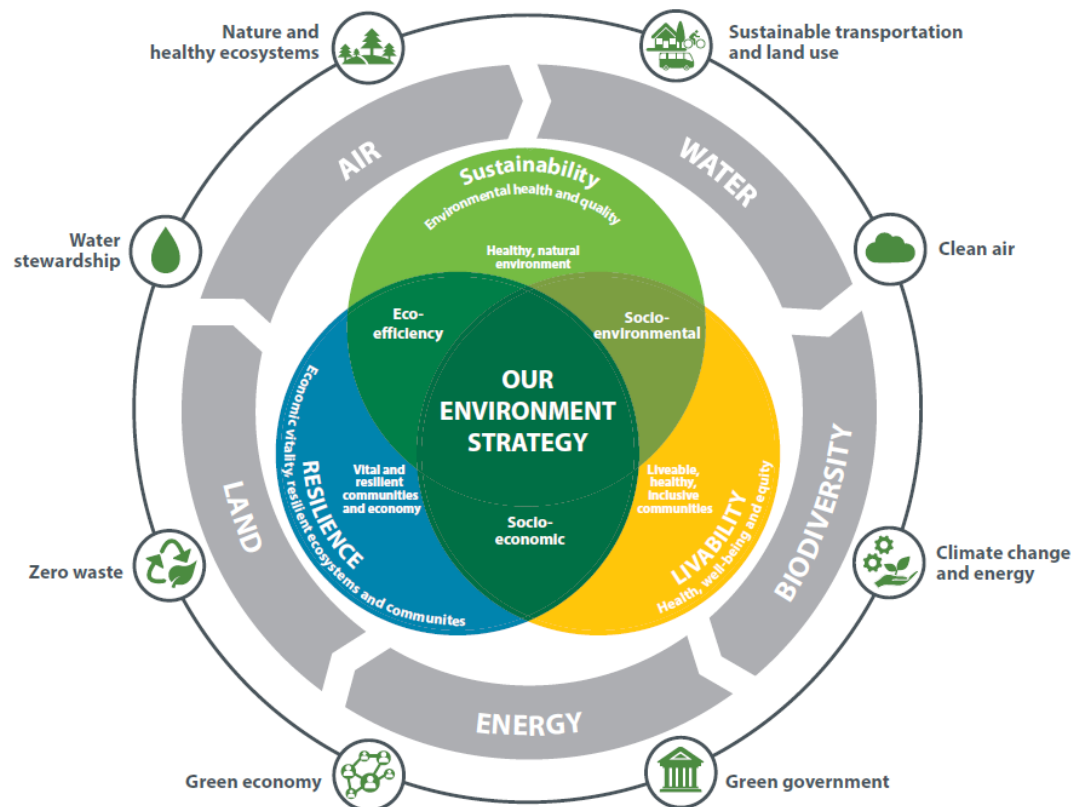 Nature and
healthy ecosystems
Sustainable transportation
and land use
AIR
WATER
Sustainability
Environmental health and quality
Healthy, natural
environment
Water
stewardship
Clean air
Eco-
efficiency
Socio-
environmental
OUR
ENVIRONMENT
STRATEGY
Economic vitality, resilient ecosystems and communites
RESILIENCE
Vital and
resilient
communities
and economy
Liveable,
healthy,
inclusive
communities
LIVABILITY
Health, well-being and equity
LAND
BIODIVERSITY
Socio-
economic
Zero waste
Climate change
and energy
ENERGY
Green economy
Green government